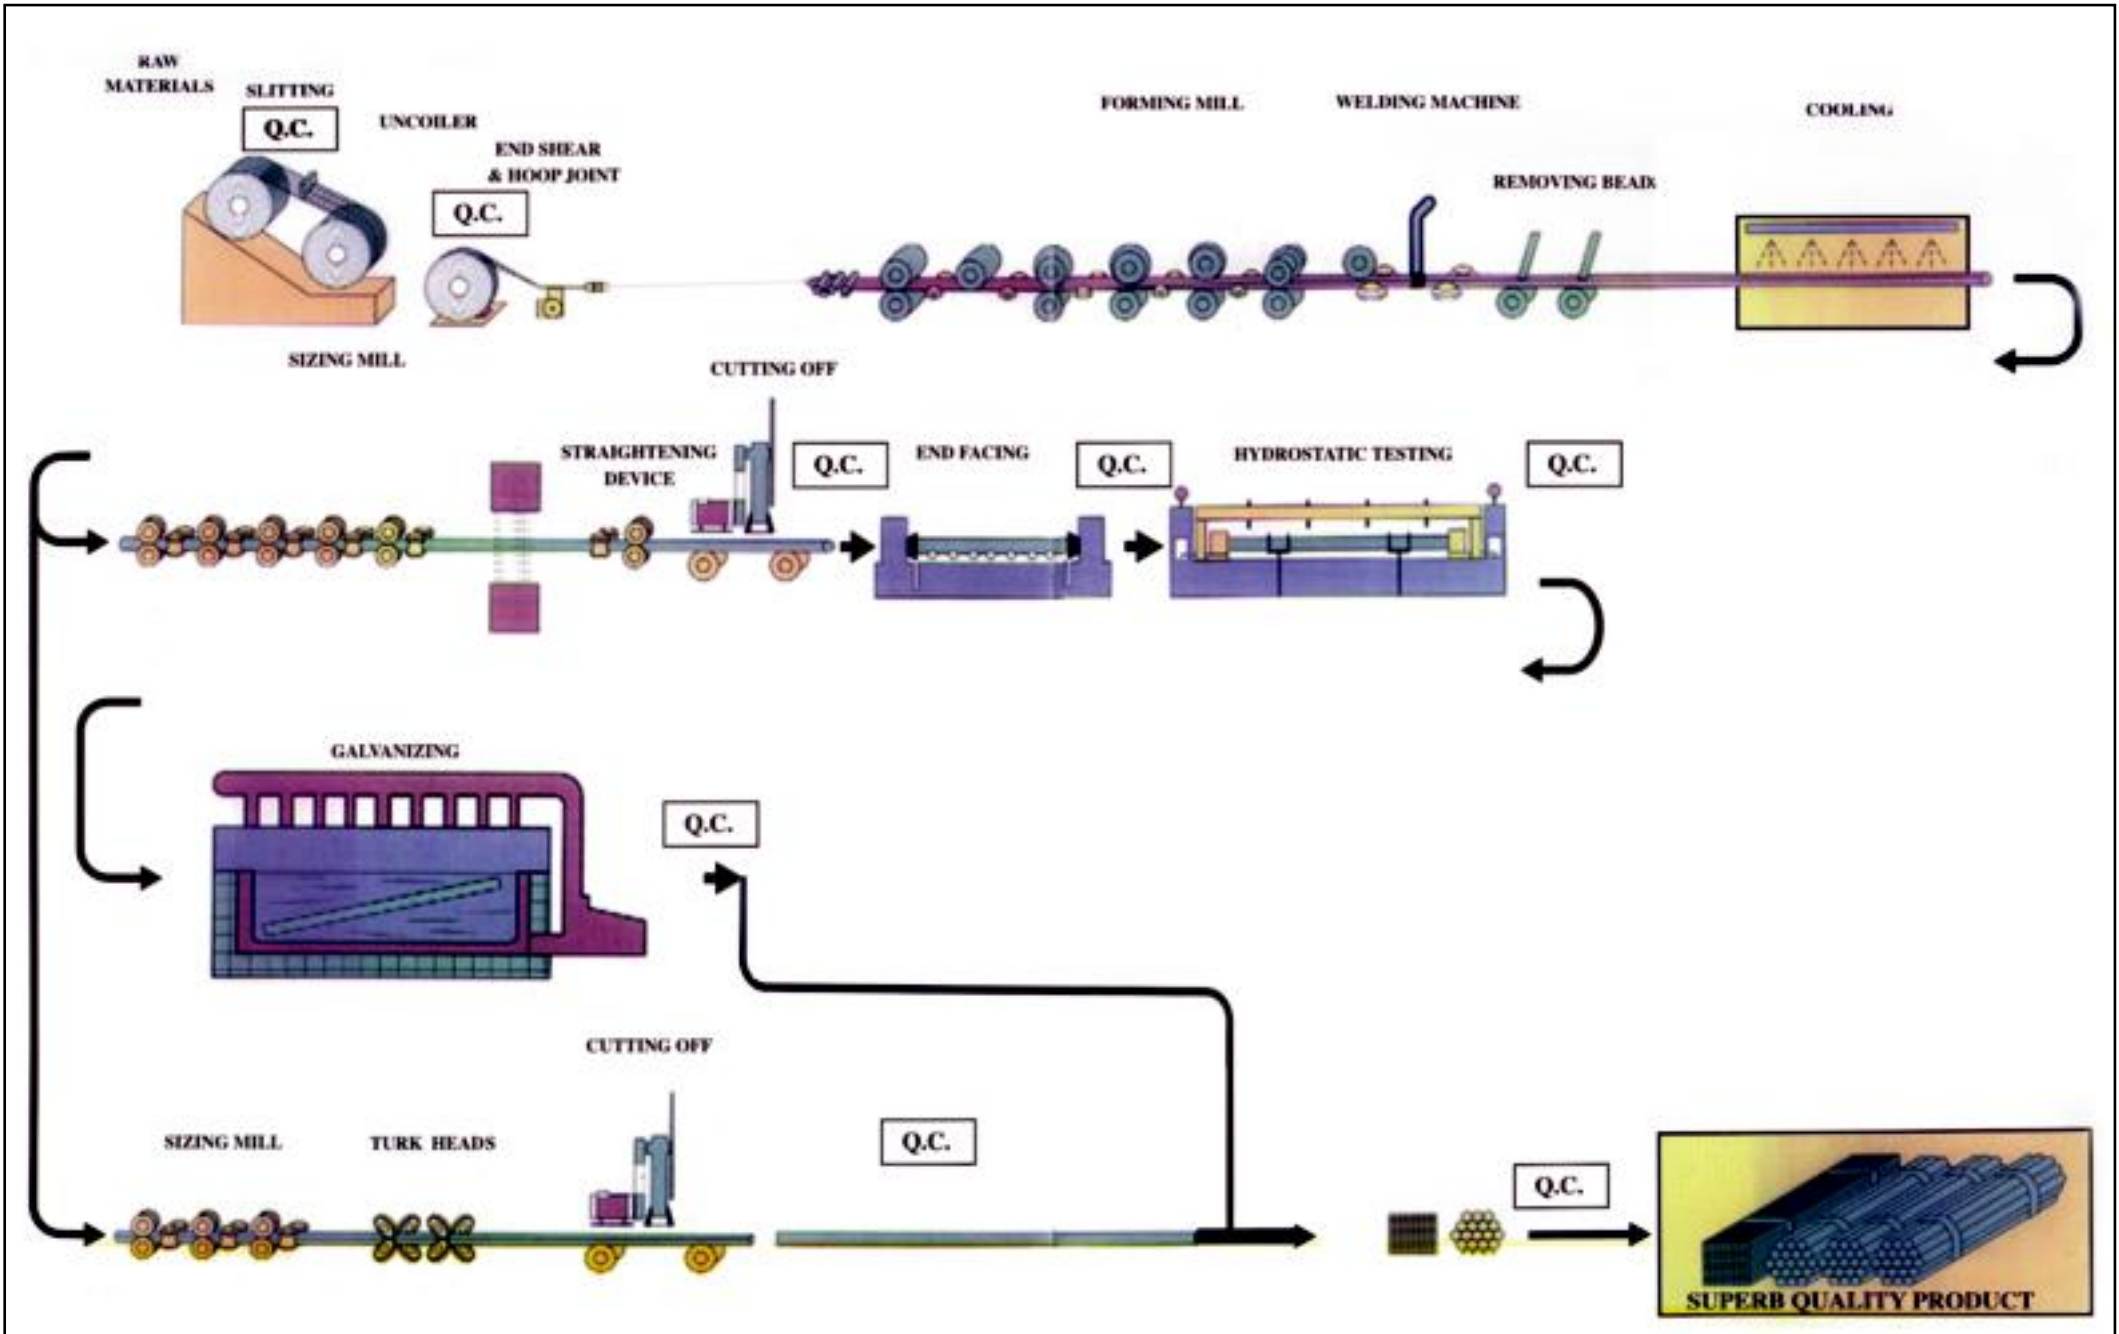 RAW
MATERIALS
SLITTING
Q.C.
UNCOILER
END SHEAR
& HOOP JOINT
Q.C.
FORMING MILL
WELDING MACHINE
REMOVING BEADS
COOLING
SIZING MILL
CUTTING OFF
STRAIGHTENING
DEVICE
Q.C.
END FACING
Q.C.
HYDROSTATIC TESTING
Q.C.
GALVANIZING
Q.C.
CUTTING OFF
SIZING MILL
TURK HEADS
Q.C.
Q.C.
SUPERB QUALITY PRODUCT